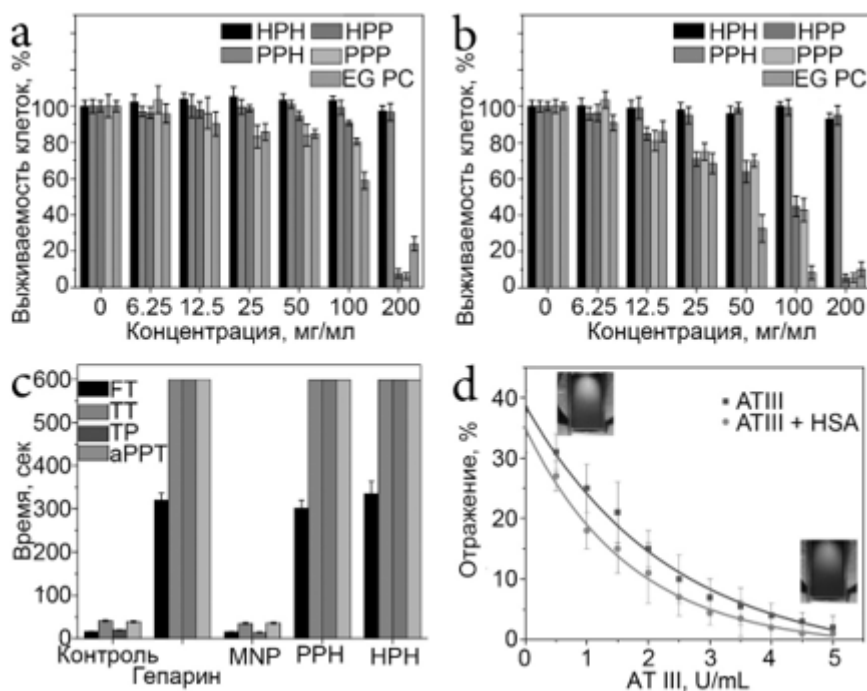 a
HPH HPP
PPH PPP
EG PC
Выживаемость клеток, %
100
80
60
40
20
0
0 6.25 12.5 25 50 100 200
Концентрация, мг/мл
b
HPH HPP
PPH PPP
EG PC
Выживаемость клеток, %
100
80
60
40
20
0
0 6.25 12.5 25 50 100 200
Концентрация, мг/мл
c
FT
TT
TP
aPPT
Время, сек
600
300
200
100
0
Контроль Гепарин MNP PPH HPH
d
ATIII
ATIII + HSA
Отражение, %
40
30
20
10
0
0 1 2 3 4 5
AT III, U/mL